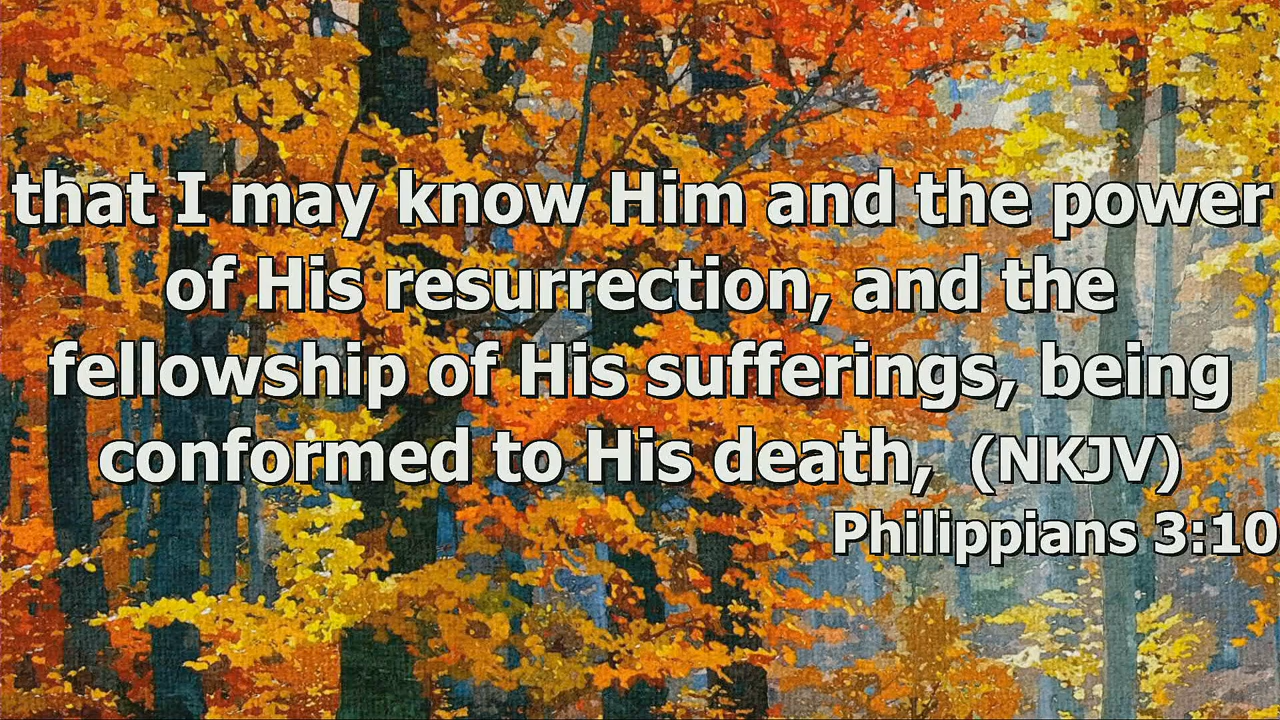 that I may know Him and the power
of His resurrection, and the
fellowship of His sufferings, being
conformed to His death, (NKJV)
Philippians 3:10